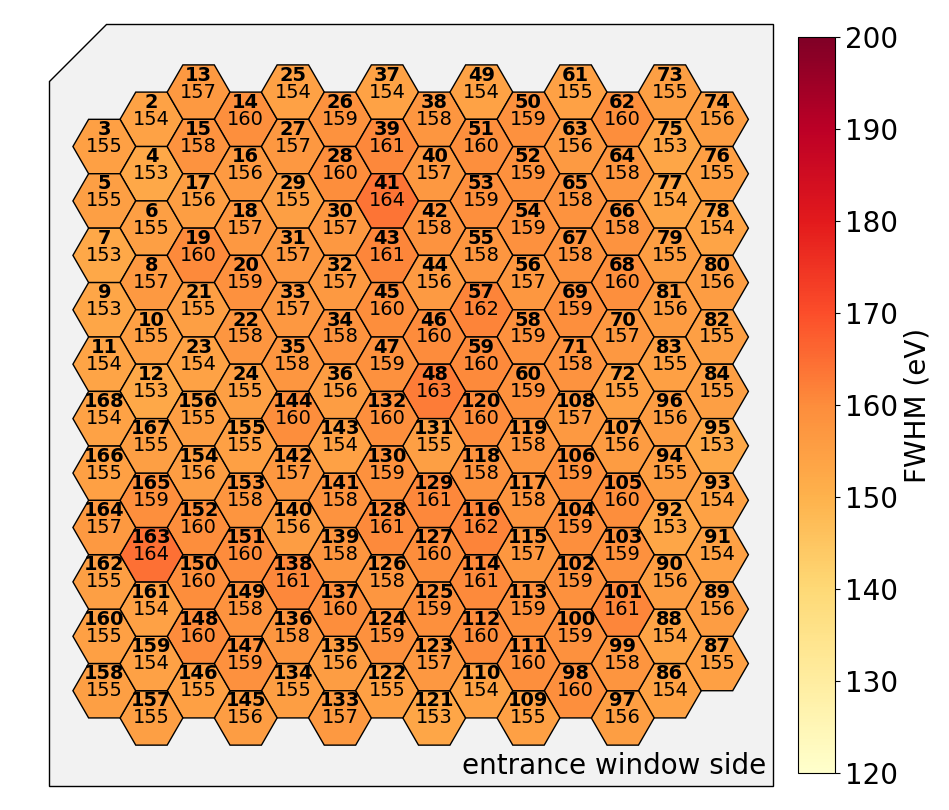 13 25 37 49 61 73
157 154 154 154 155 155
2 14 26 38 50 62 74
154 160 159 158 159 160 156
3 15 27 39 51 63 75
155 158 157 161 160 156 153
4 16 28 40 52 64 76
153 156 160 157 159 158 155
5 17 29 41 53 65 77
155 156 155 164 159 158 154
6 18 30 42 54 66 78
155 157 157 158 159 158 154
7 19 31 43 55 67 79
153 160 157 161 158 158 155
8 20 32 44 56 68 80
157 159 157 156 157 160 156
9 21 33 45 57 69 81
153 155 157 160 162 159 156
10 22 34 46 58 70 82
155 158 158 160 159 157 155
11 23 35 47 59 71 83
154 154 158 159 160 158 155
12 24 36 48 60 72 84
153 155 156 163 159 155 155
168 156 144 132 120 108 96
154 155 160 160 160 157 156
167 155 143 131 119 107 95
155 155 154 155 158 156 153
166 154 142 130 118 106 94
155 156 157 159 158 159 155
165 153 141 129 117 105 93
159 158 158 161 158 160 154
164 152 140 128 116 104 92
157 160 156 161 162 159 153
163 151 139 127 115 103 91
164 160 158 160 157 159 154
162 150 138 126 114 102 90
155 160 161 158 161 159 156
161 149 137 125 113 101 89
154 158 160 159 159 161 156
160 148 136 124 112 100 88
155 160 158 159 160 159 154
159 147 135 123 111 99 87
154 159 156 157 160 158 155
158 146 134 122 110 98 86
155 155 155 155 154 160 154
157 145 133 121 109 97
155 156 157 153 155 156
entrance window side
200
190
180
170
160
150
140
130
120
FWHM (eV)